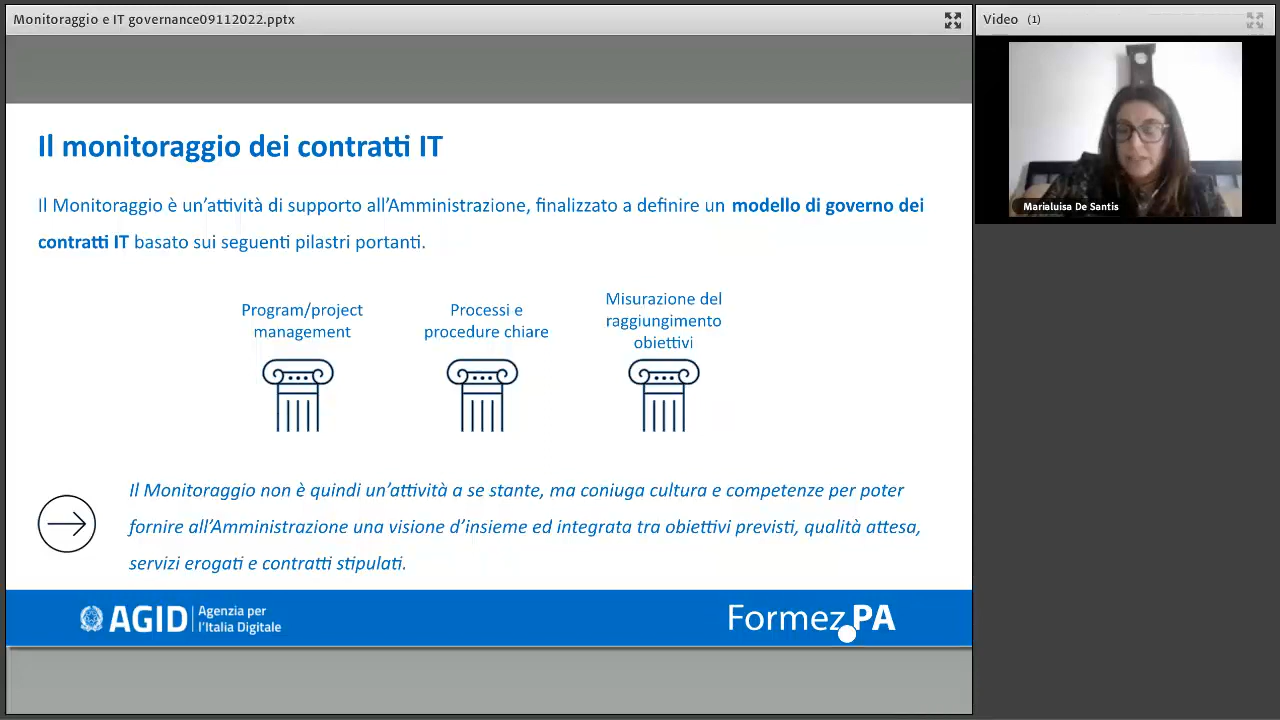 Monitoraggio e IT governance09112022.pptx
Video (1)
Marialuisa De Santis
Il monitoraggio dei contratti IT
Il Monitoraggio è un'attività di supporto all'Amministrazione, finalizzato a definire un modello di governo dei
contratti IT basato sui seguenti pilastri portanti.
Program/project
management
Processi e
procedure chiare
Misurazione del
raggiungimento
obiettivi
Il Monitoraggio non è quindi un'attività a se stante, ma coniuga cultura e competenze per poter
fornire all'Amministrazione una visione d'insieme ed integrata tra obiettivi previsti, qualità attesa,
servizi erogati e contratti stipulati.
AGID
Agenzia per
l'Italia Digitale
Formez PA